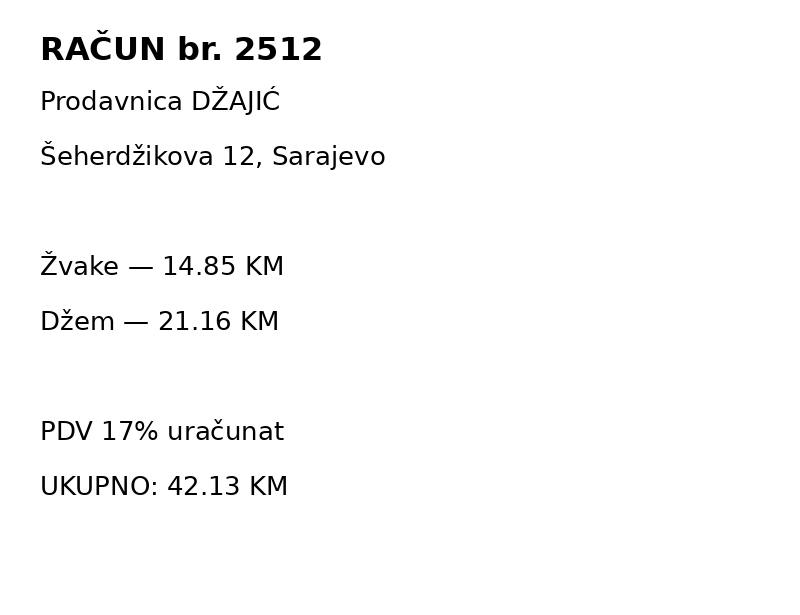 RAČUN br. 2512
Prodavnica DŽAJIĆ
Šeherdžikova 12, Sarajevo
Žvake — 14.85 KM
Džem — 21.16 KM
PDV 17% uračunat
UKUPNO: 42.13 KM